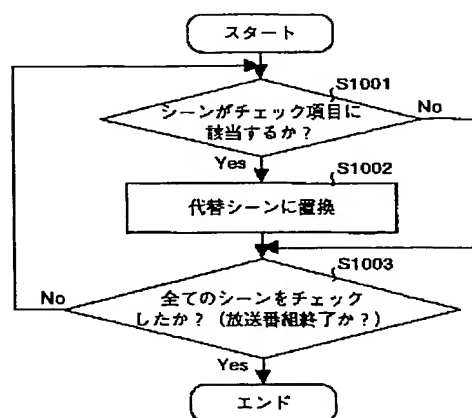 スタート
S1001
シーンがチェック項目に
該当するか?
No
Yes
S1002
代替シーンに置換
S1003
No
全てのシーンをチェック
したか?(放送番組終了か?)
Yes
エンド